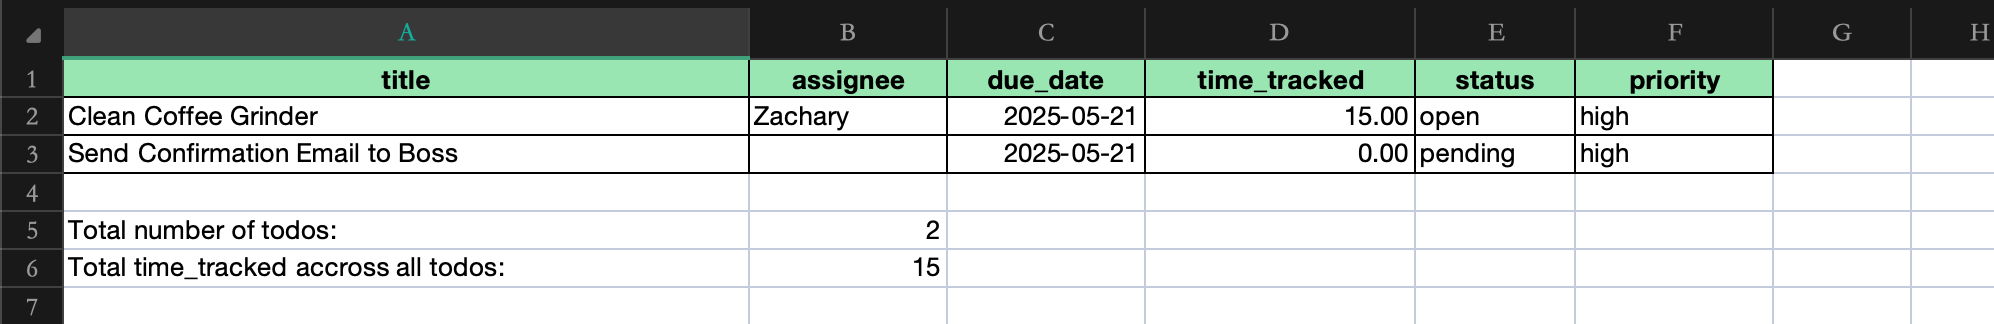 A B C D E F G H
1 title assignee due_date time_tracked status priority
2 Clean Coffee Grinder Zachary 2025-05-21 15.00 open high
3 Send Confirmation Email to Boss 2025-05-21 0.00 pending high
4
5 Total number of todos: 2
6 Total time_tracked accross all todos: 15
7